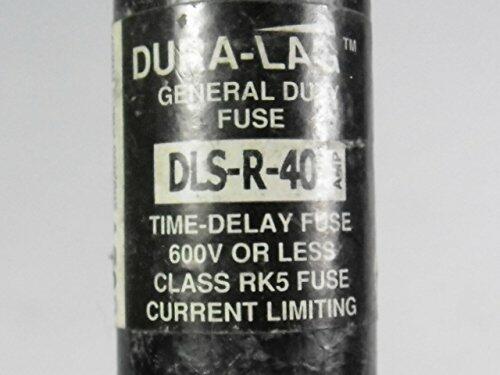 DURA-LAG™
GENERAL DUTY
FUSE
DLS-R-40 AMP
TIME-DELAY FUSE
600V OR LESS
CLASS RK5 FUSE
CURRENT LIMITING